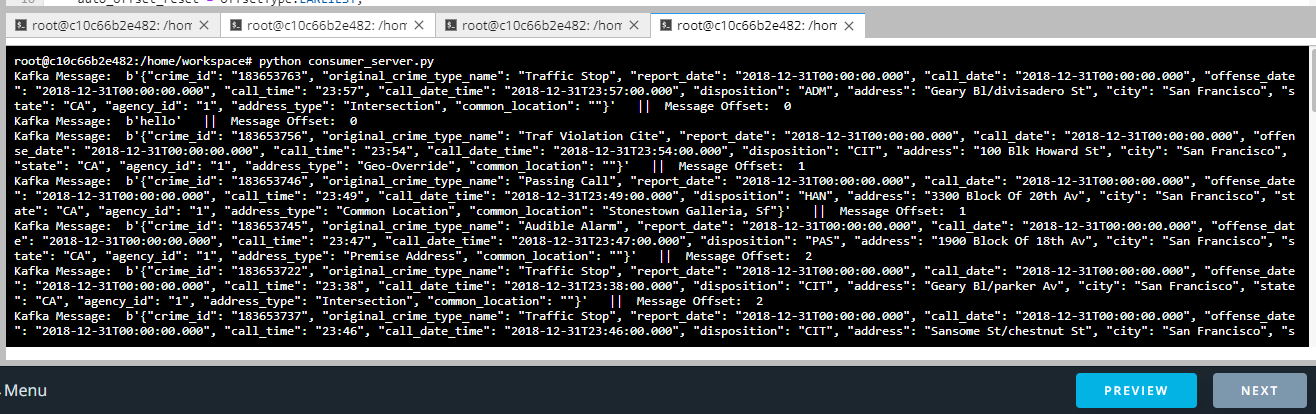 auto_offset_reset = OffsetType.EARLIEST,
root@c10c66b2e482: /hom × root@c10c66b2e482: /hom × root@c10c66b2e482: /hom × root@c10c66b2e482: /hom ×
root@c10c66b2e482:/home/workspace# python consumer_server.py
Kafka Message:  b'{"crime_id": "183653763", "original_crime_type_name": "Traffic Stop", "report_date": "2018-12-31T00:00:00.000", "call_date": "2018-12-31T00:00:00.000", "offense_date
": "2018-12-31T00:00:00.000", "call_time": "23:57", "call_date_time": "2018-12-31T23:57:00.000", "disposition": "ADM", "address": "Geary Bl/divisadero St", "city": "San Francisco", "s
tate": "CA", "agency_id": "1", "address_type": "Intersection", "common_location": ""}'   ||  Message Offset:  0
Kafka Message:  b'hello'   ||  Message Offset:  0
Kafka Message:  b'{"crime_id": "183653756", "original_crime_type_name": "Traf Violation Cite", "report_date": "2018-12-31T00:00:00.000", "call_date": "2018-12-31T00:00:00.000", "offen
se_date": "2018-12-31T00:00:00.000", "call_time": "23:54", "call_date_time": "2018-12-31T23:54:00.000", "disposition": "CIT", "address": "100 Blk Howard St", "city": "San Francisco",
"state": "CA", "agency_id": "1", "address_type": "Geo-Override", "common_location": ""}'   ||  Message Offset:  1
Kafka Message:  b'{"crime_id": "183653746", "original_crime_type_name": "Passing Call", "report_date": "2018-12-31T00:00:00.000", "call_date": "2018-12-31T00:00:00.000", "offense_date
": "2018-12-31T00:00:00.000", "call_time": "23:49", "call_date_time": "2018-12-31T23:49:00.000", "disposition": "HAN", "address": "3300 Block Of 20th Av", "city": "San Francisco", "st
ate": "CA", "agency_id": "1", "address_type": "Common Location", "common_location": "Stonestown Galleria, Sf"}'   ||  Message Offset:  1
Kafka Message:  b'{"crime_id": "183653745", "original_crime_type_name": "Audible Alarm", "report_date": "2018-12-31T00:00:00.000", "call_date": "2018-12-31T00:00:00.000", "offense_dat
e": "2018-12-31T00:00:00.000", "call_time": "23:47", "call_date_time": "2018-12-31T23:47:00.000", "disposition": "PAS", "address": "1900 Block Of 18th Av", "city": "San Francisco", "s
tate": "CA", "agency_id": "1", "address_type": "Premise Address", "common_location": ""}'   ||  Message Offset:  2
Kafka Message:  b'{"crime_id": "183653722", "original_crime_type_name": "Traffic Stop", "report_date": "2018-12-31T00:00:00.000", "call_date": "2018-12-31T00:00:00.000", "offense_date
": "2018-12-31T00:00:00.000", "call_time": "23:38", "call_date_time": "2018-12-31T23:38:00.000", "disposition": "CIT", "address": "Geary Bl/parker Av", "city": "San Francisco", "state
": "CA", "agency_id": "1", "address_type": "Intersection", "common_location": ""}'   ||  Message Offset:  2
Kafka Message:  b'{"crime_id": "183653737", "original_crime_type_name": "Traffic Stop", "report_date": "2018-12-31T00:00:00.000", "call_date": "2018-12-31T00:00:00.000", "offense_date
": "2018-12-31T00:00:00.000", "call_time": "23:46", "call_date_time": "2018-12-31T23:46:00.000", "disposition": "CIT", "address": "Sansome St/chestnut St", "city": "San Francisco", "s
Menu PREVIEW NEXT